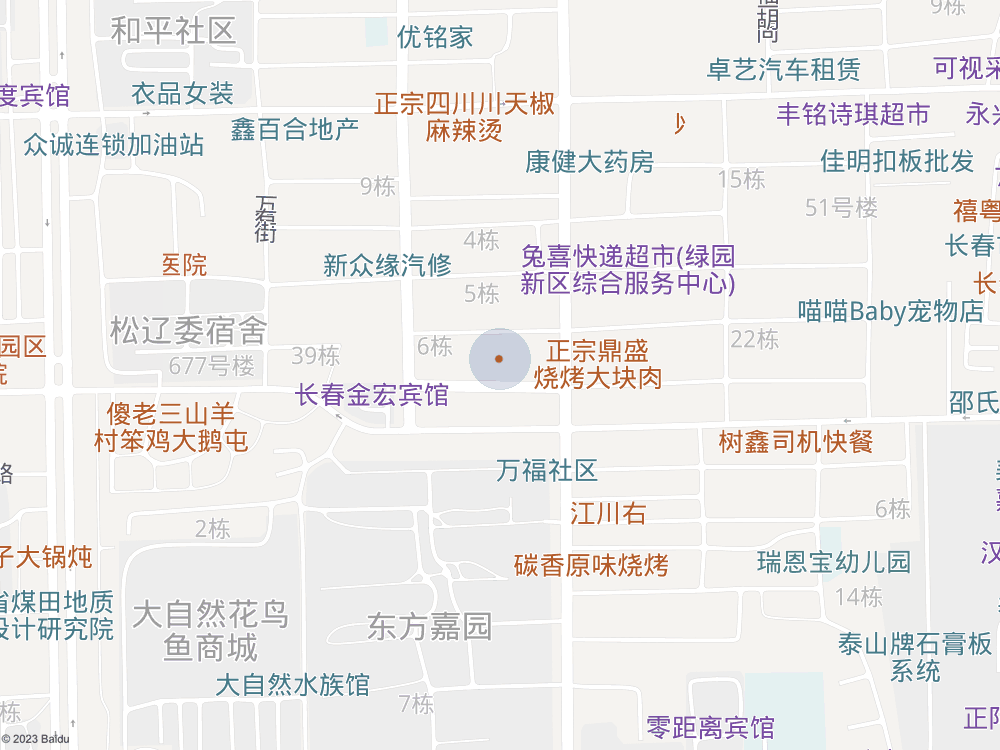 和平社区
优铭家
福胡同
9栋
卓艺汽车租赁
可视采
度宾馆
衣品女装
正宗四川川天椒
麻辣烫
丰铭诗琪超市
永兴
众诚连锁加油站
鑫百合地产
康健大药房
佳明扣板批发
9栋
15栋
万春街
51号楼
禧粤
4栋
长春市
医院
新众缘汽修
兔喜快递超市(绿园
新区综合服务中心)
长
5栋
喵喵Baby宠物店
松辽委宿舍
22栋
园区
院
677号楼
39栋
6栋
正宗鼎盛
烧烤大块肉
长春金宏宾馆
邵氏
傻老三山羊
村笨鸡大鹅屯
树鑫司机快餐
路
万福社区
江川右
6栋
2栋
子大锅炖
碳香原味烧烤
瑞恩宝幼儿园
汉
省煤田地质
设计研究院
14栋
大自然花鸟
鱼商城
东方嘉园
泰山牌石膏板
系统
大自然水族馆
7栋
栋
零距离宾馆
正阳
© 2023 Baidu